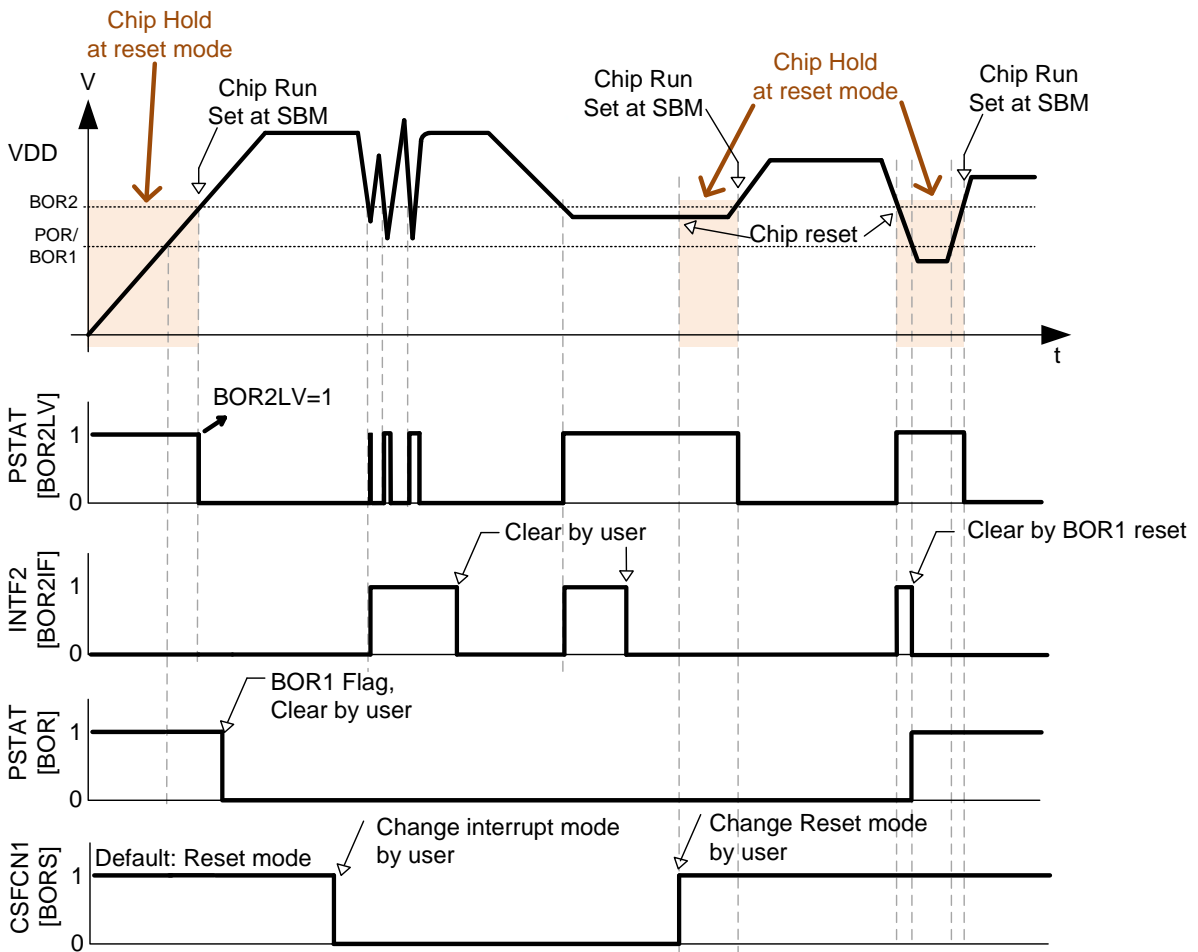 Chip Hold
at reset mode
V
Chip Run
Set at SBM
Chip Run
Set at SBM
Chip Hold
at reset mode
Chip Run
Set at SBM
VDD
BOR2
POR/
BOR1
Chip reset
t
PSTAT
[BOR2LV]
1
0
BOR2LV=1
INTF2
[BOR2IF]
1
0
Clear by user
Clear by BOR1 reset
PSTAT
[BOR]
1
0
BOR1 Flag,
Clear by user
CSFCN1
[BORS]
1
0
Default: Reset mode
Change interrupt mode
by user
Change Reset mode
by user